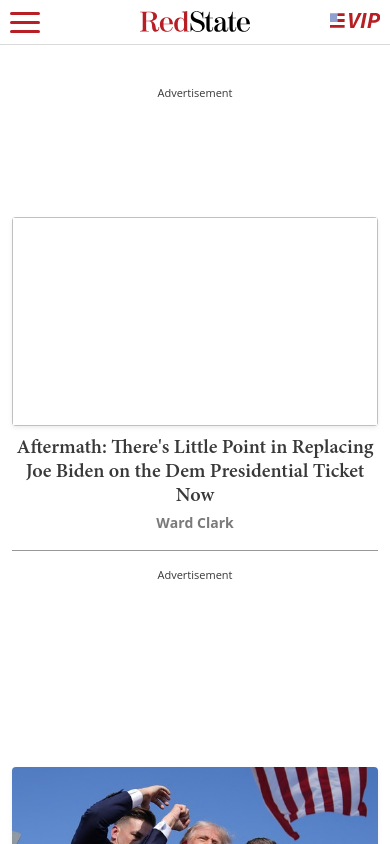 RedState
VIP
Advertisement
Aftermath: There's Little Point in Replacing
Joe Biden on the Dem Presidential Ticket
Now
Ward Clark
Advertisement